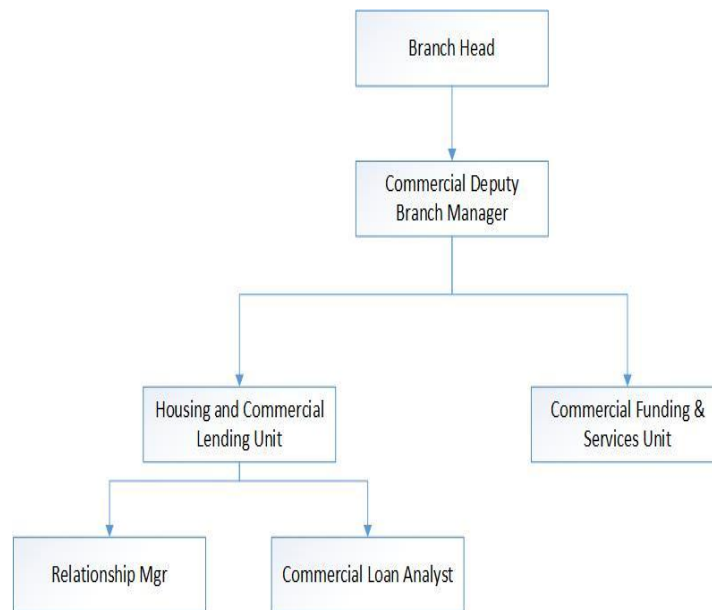 Branch Head
Commercial Deputy
Branch Manager
Housing and Commercial
Lending Unit
Commercial Funding &
Services Unit
Relationship Mgr
Commercial Loan Analyst